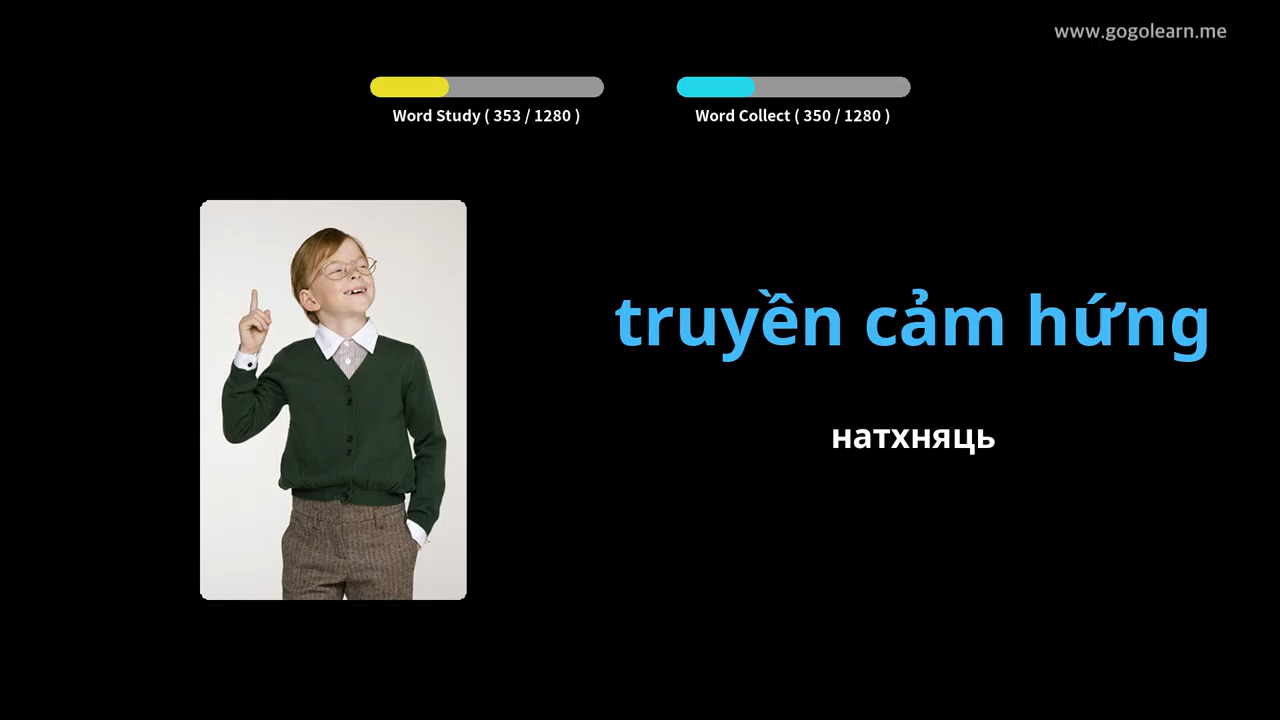 www.gogolearn.me
Word Study ( 353 / 1280 )
Word Collect ( 350 / 1280 )
truyền cảm hứng
натхняць